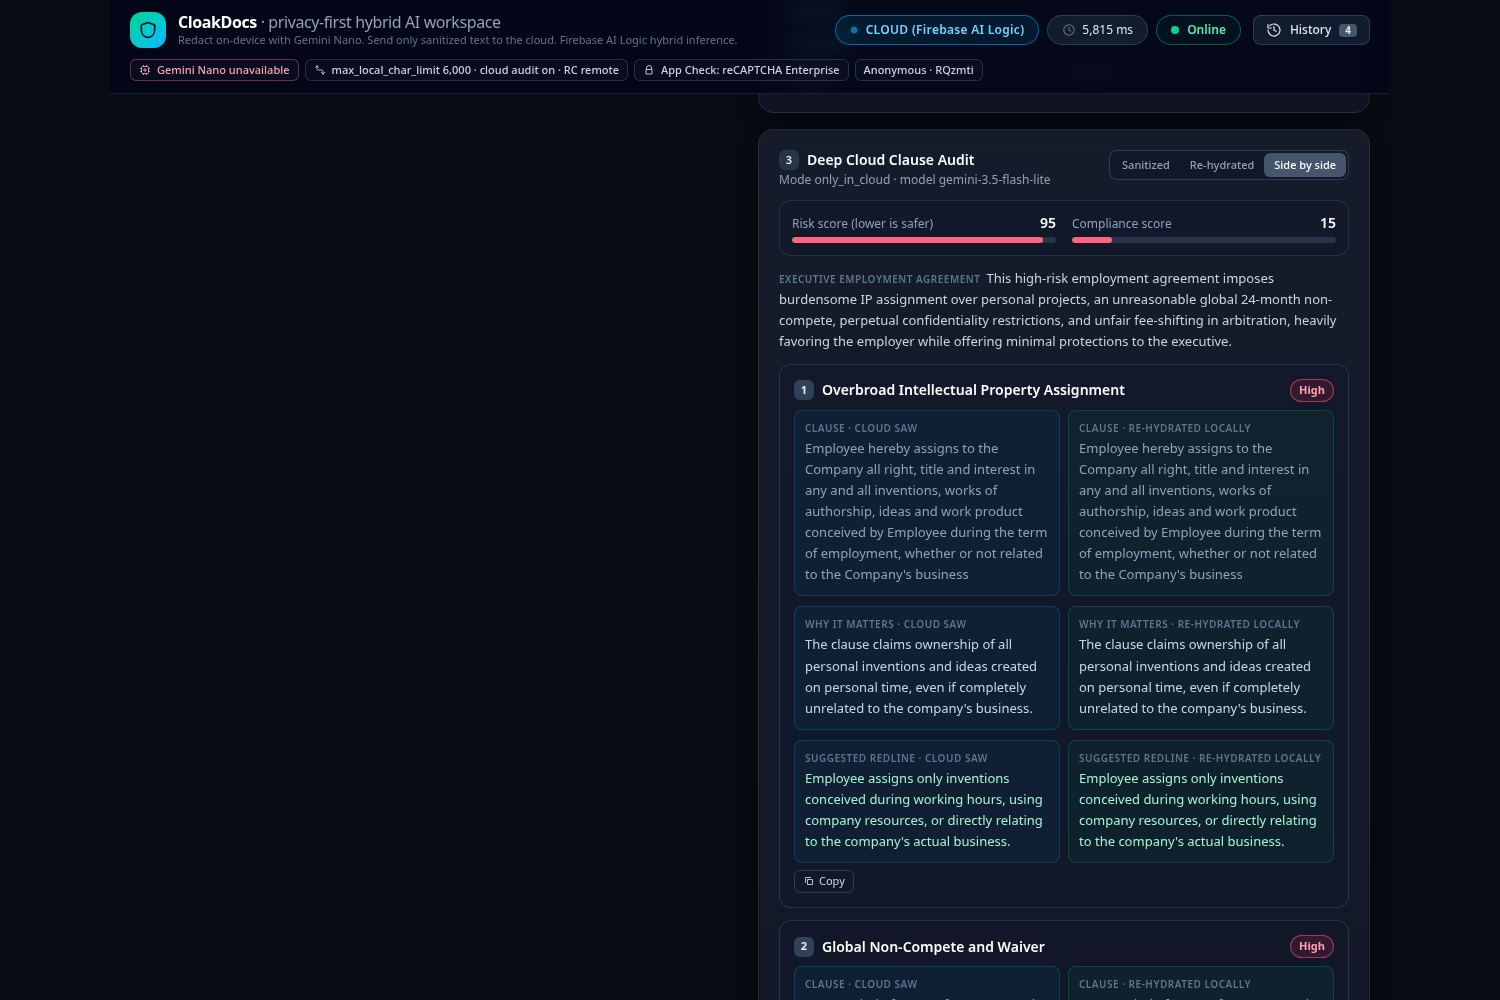 CloakDocs · privacy-first hybrid AI workspace
Redact on-device with Gemini Nano. Send only sanitized text to the cloud. Firebase AI Logic hybrid inference.
CLOUD (Firebase AI Logic)
5,815 ms
Online
History 4
Gemini Nano unavailable
max_local_char_limit 6,000 · cloud audit on · RC remote
App Check: reCAPTCHA Enterprise
Anonymous · RQzmti
3 Deep Cloud Clause Audit
Mode only_in_cloud · model gemini-3.5-flash-lite
Sanitized
Re-hydrated
Side by side
Risk score (lower is safer) 95
Compliance score 15
EXECUTIVE EMPLOYMENT AGREEMENT This high-risk employment agreement imposes
burdensome IP assignment over personal projects, an unreasonable global 24-month non-
compete, perpetual confidentiality restrictions, and unfair fee-shifting in arbitration, heavily
favoring the employer while offering minimal protections to the executive.
1 Overbroad Intellectual Property Assignment
High
CLAUSE · CLOUD SAW
Employee hereby assigns to the
Company all right, title and interest in
any and all inventions, works of
authorship, ideas and work product
conceived by Employee during the term
of employment, whether or not related
to the Company's business
CLAUSE · RE-HYDRATED LOCALLY
Employee hereby assigns to the
Company all right, title and interest in
any and all inventions, works of
authorship, ideas and work product
conceived by Employee during the term
of employment, whether or not related
to the Company's business
WHY IT MATTERS · CLOUD SAW
The clause claims ownership of all
personal inventions and ideas created
on personal time, even if completely
unrelated to the company's business.
WHY IT MATTERS · RE-HYDRATED LOCALLY
The clause claims ownership of all
personal inventions and ideas created
on personal time, even if completely
unrelated to the company's business.
SUGGESTED REDLINE · CLOUD SAW
Employee assigns only inventions
conceived during working hours, using
company resources, or directly relating
to the company's actual business.
SUGGESTED REDLINE · RE-HYDRATED LOCALLY
Employee assigns only inventions
conceived during working hours, using
company resources, or directly relating
to the company's actual business.
Copy
2 Global Non-Compete and Waiver
High
CLAUSE · CLOUD SAW
CLAUSE · RE-HYDRATED LOCALLY